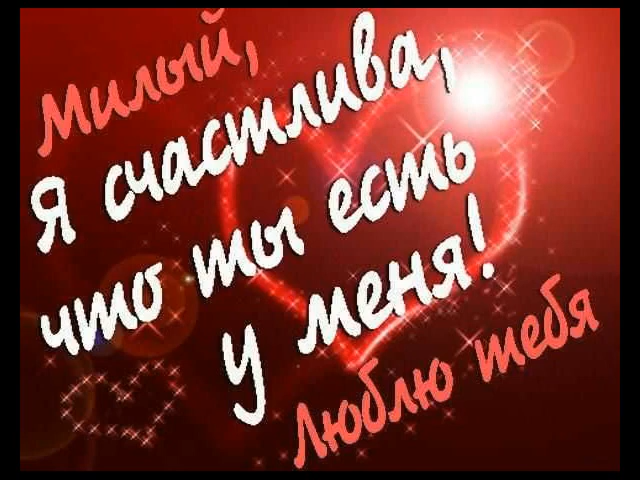 Милый,
Я счастлива,
что ты есть
у меня!
Люблю тебя